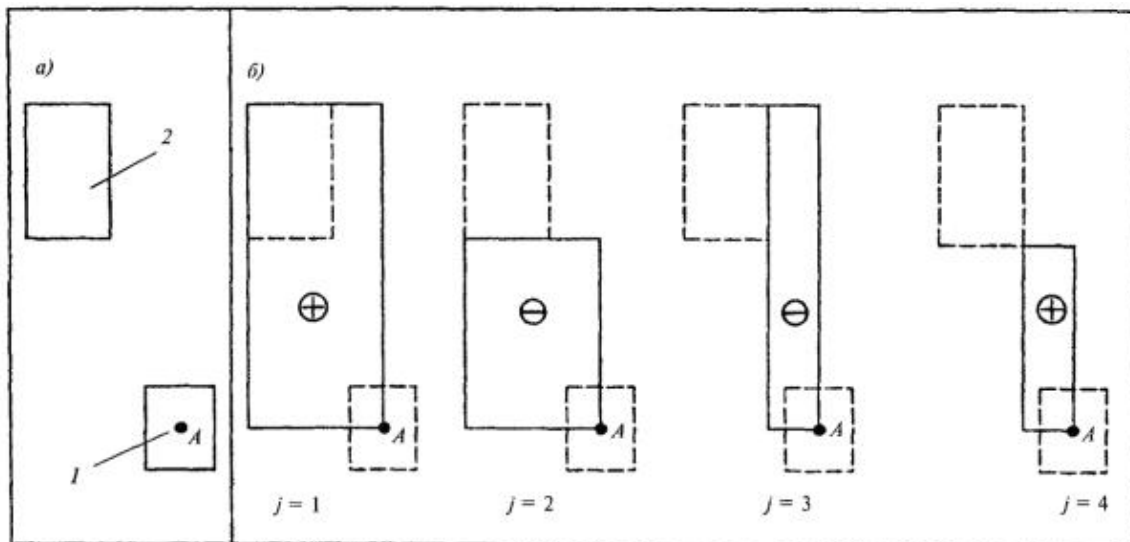 а) б)
2
⊕ ⊖ ⊖ ⊕
A A A A A
1
j = 1 j = 2 j = 3 j = 4